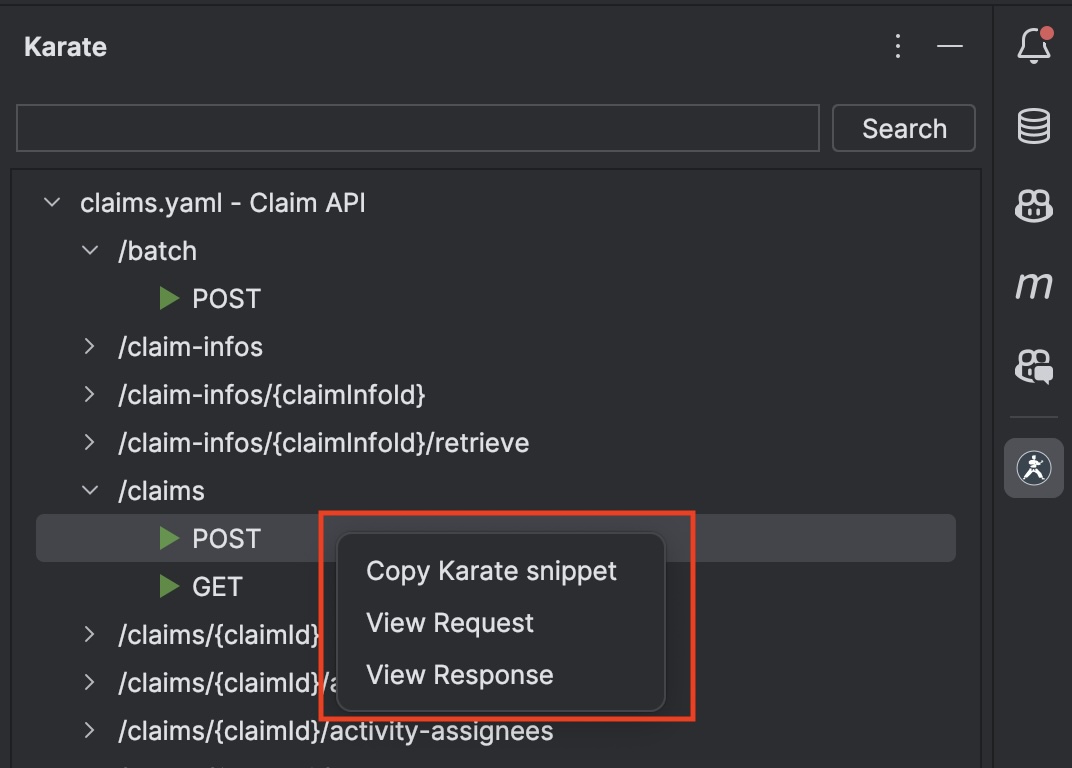 Karate
Search
claims.yaml - Claim API
/batch
POST
/claim-infos
/claim-infos/{claimInfoId}
/claim-infos/{claimInfoId}/retrieve
/claims
POST
GET
Copy Karate snippet
View Request
View Response
/claims/{claimId}
/claims/{claimId}/a
/claims/{claimId}/activity-assignees
m